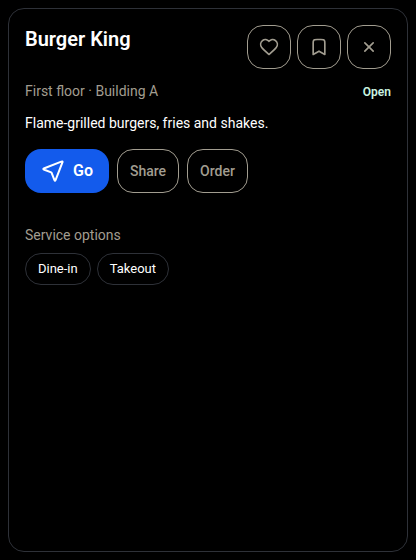 Burger King
First floor · Building A
Open
Flame-grilled burgers, fries and shakes.
Go
Share
Order
Service options
Dine-in
Takeout